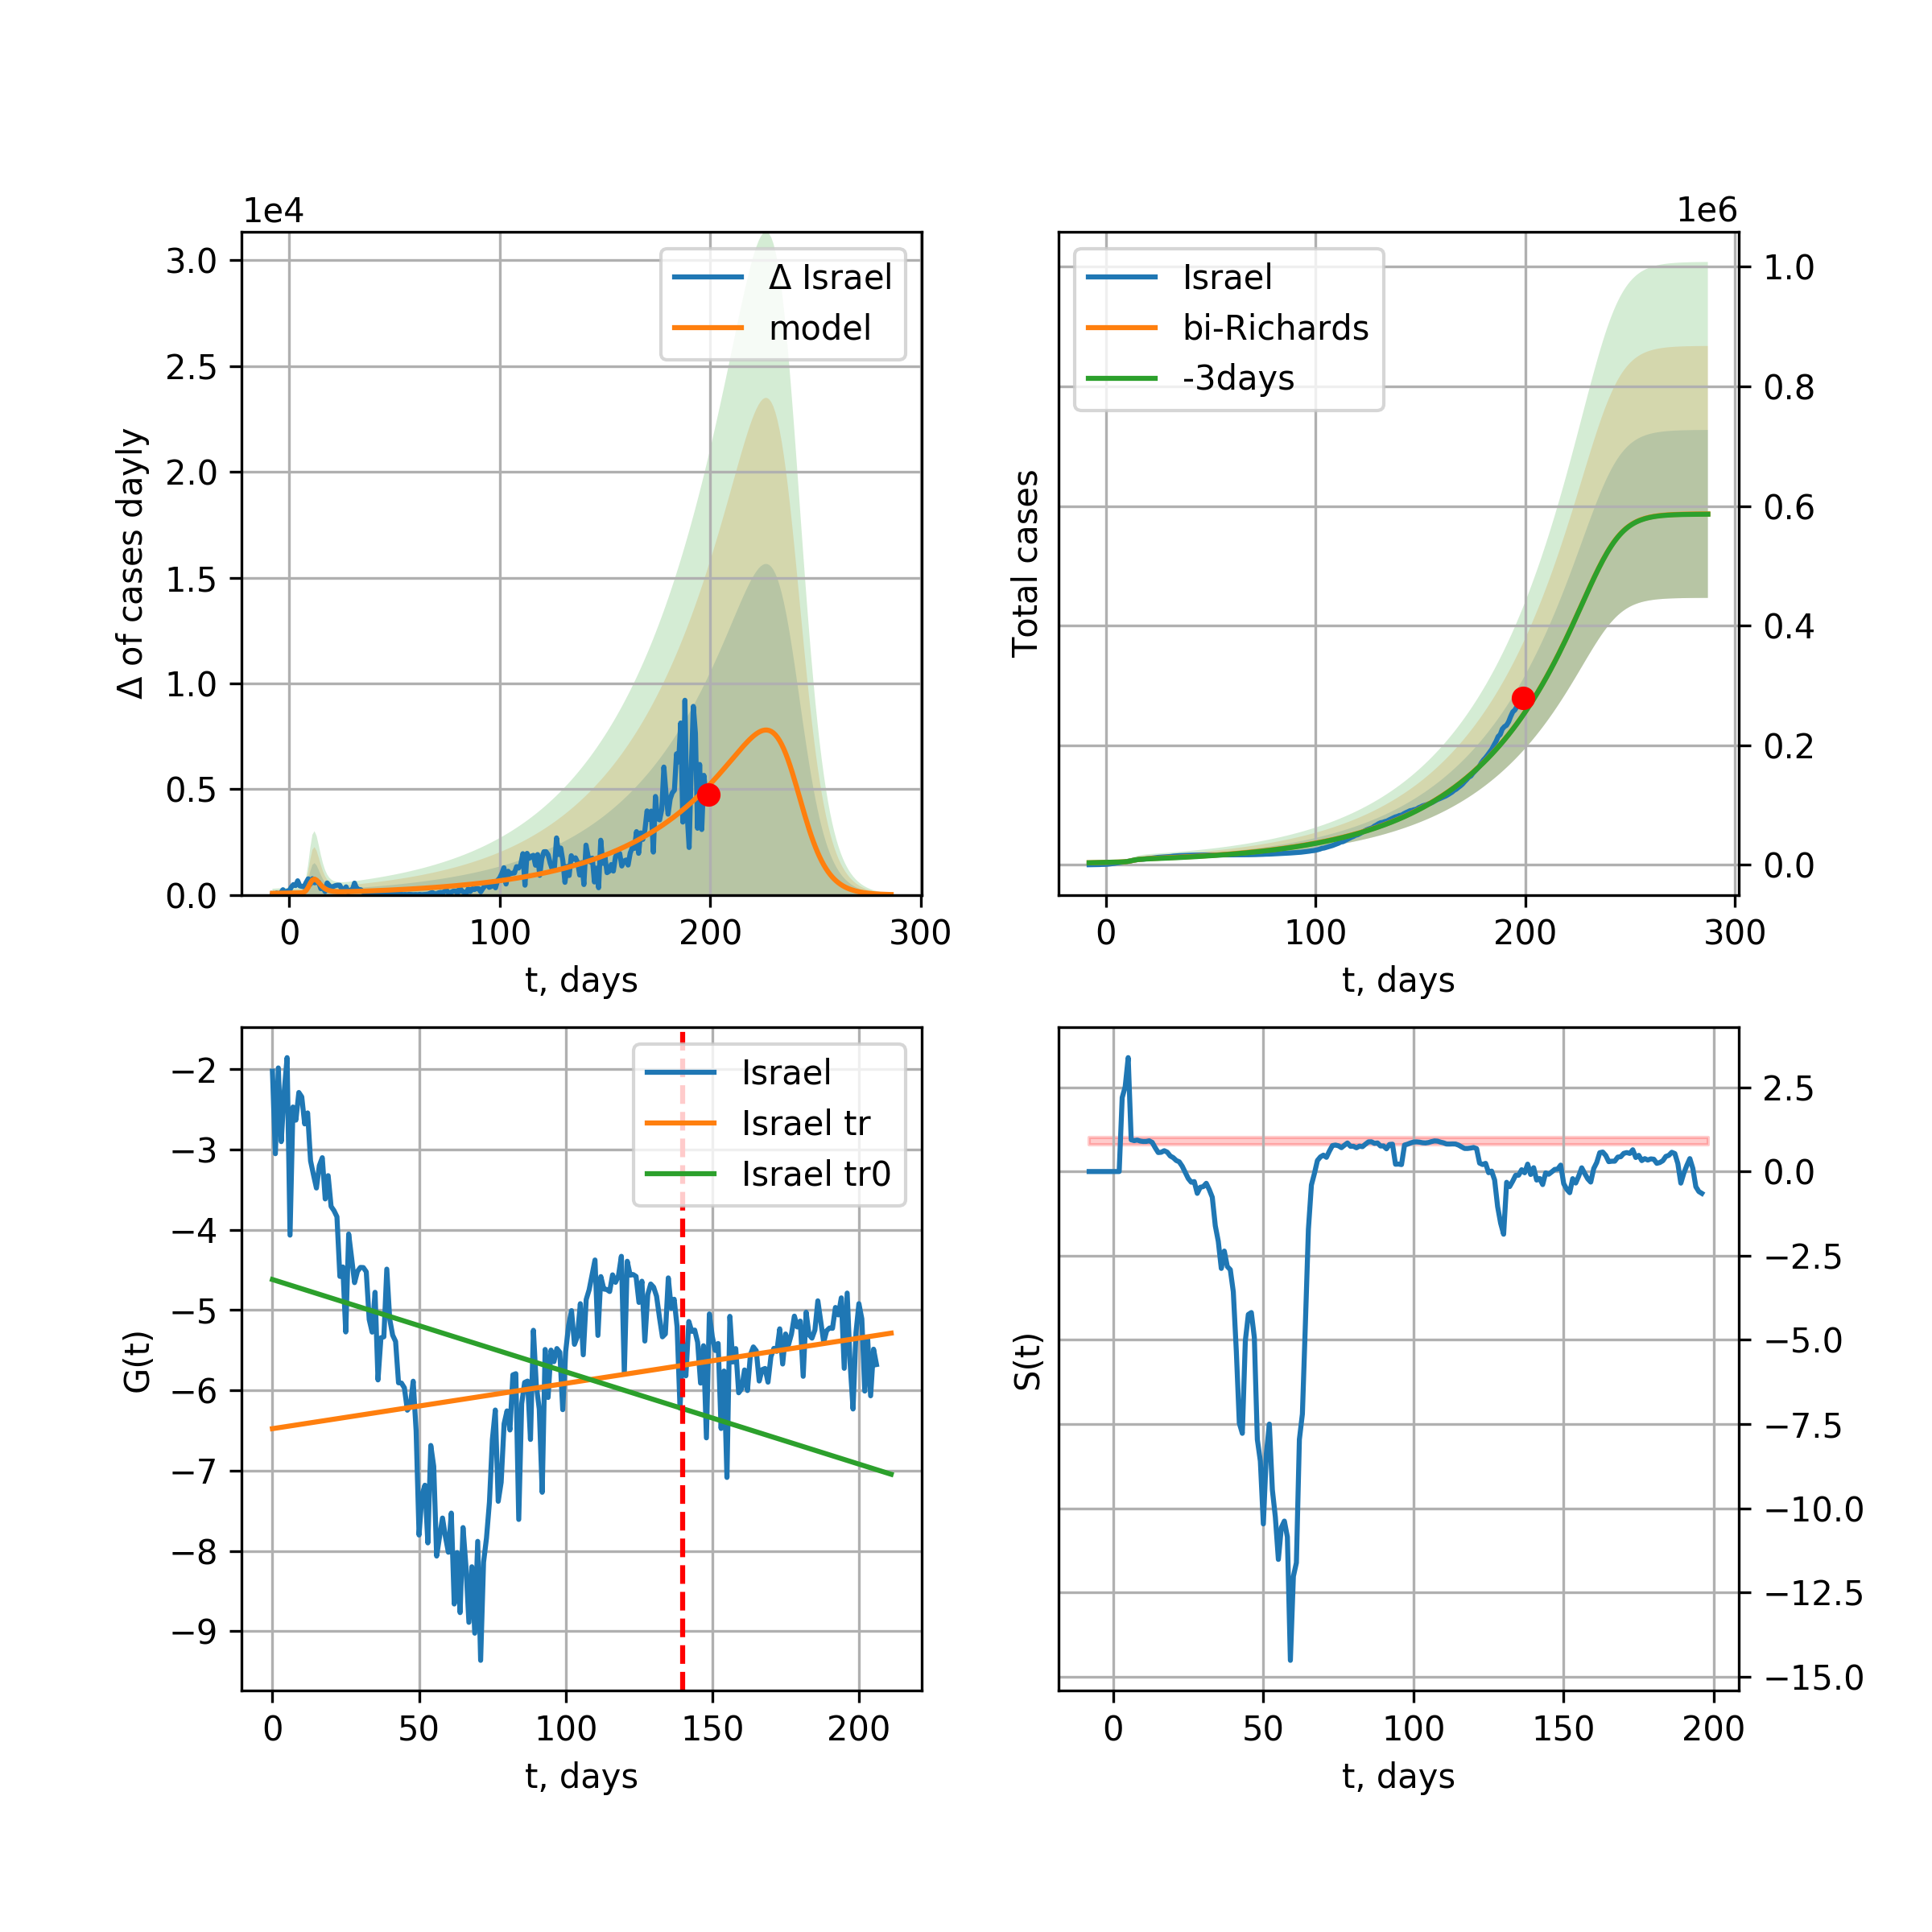 1e4
3.0
2.5
2.0
1.5
1.0
0.5
0.0
Δ of cases dayly
0
100
200
300
t, days
Δ Israel
model
1e6
Israel
bi-Richards
-3days
Total cases
1.0
0.8
0.6
0.4
0.2
0.0
0
100
200
300
t, days
−2
−3
−4
−5
−6
−7
−8
−9
G(t)
0
50
100
150
200
t, days
Israel
Israel tr
Israel tr0
S(t)
2.5
0.0
−2.5
−5.0
−7.5
−10.0
−12.5
−15.0
0
50
100
150
200
t, days